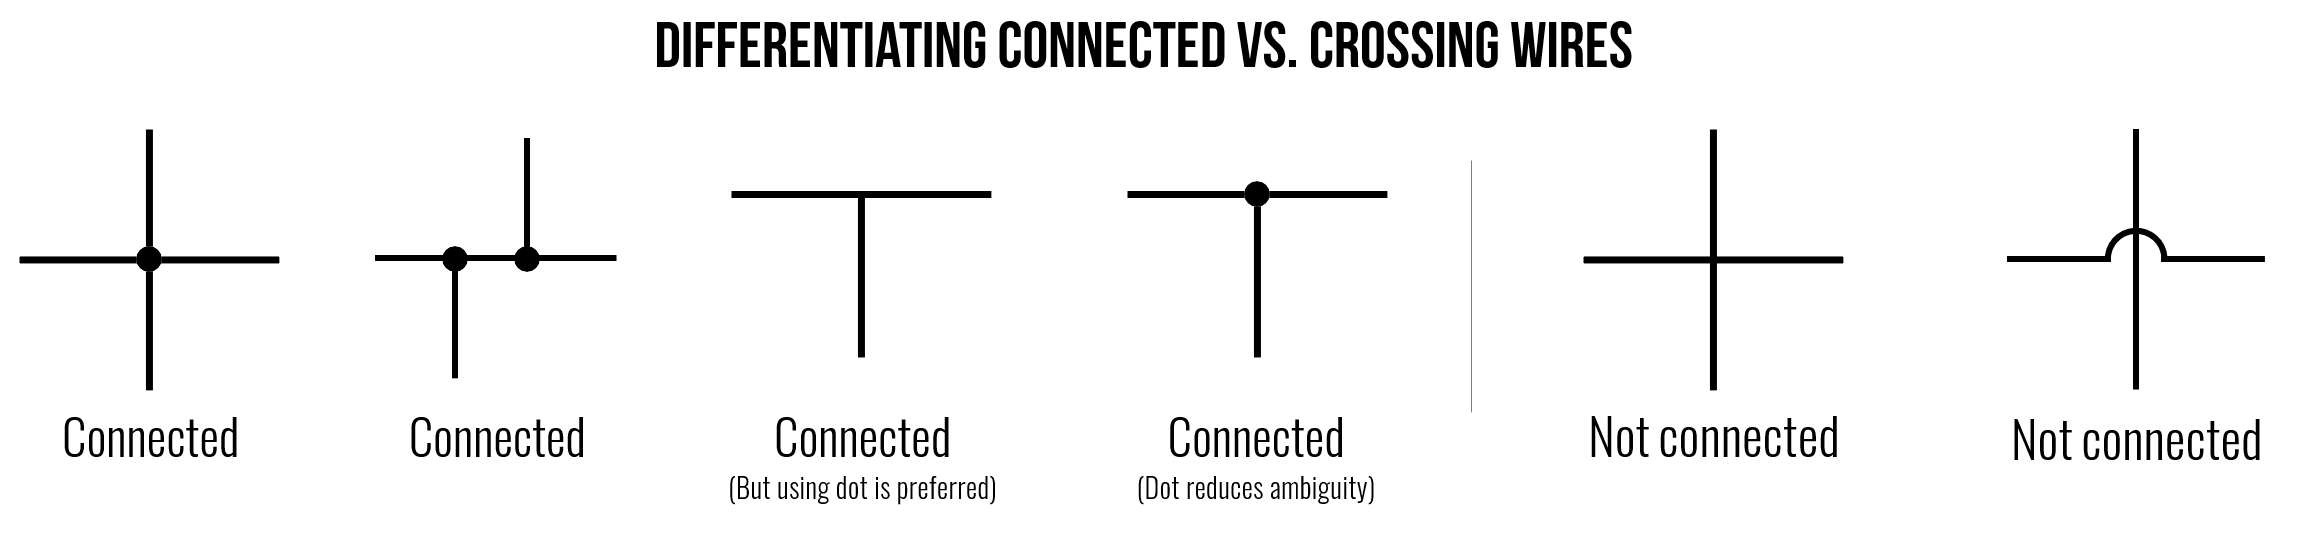 DIFFERENTIATING CONNECTED VS. CROSSING WIRES
Connected
Connected
Connected
(But using dot is preferred)
Connected
(Dot reduces ambiguity)
Not connected
Not connected